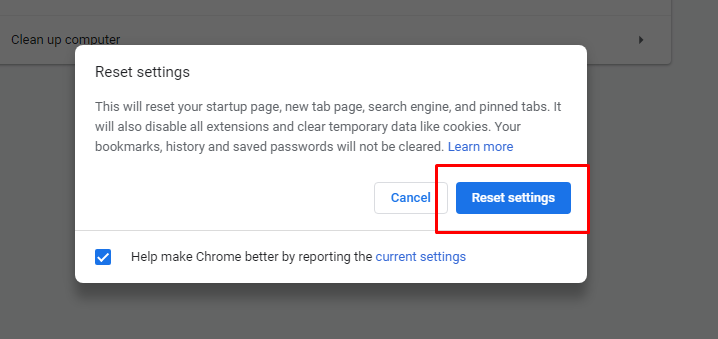 Clean up computer
Reset settings
This will reset your startup page, new tab page, search engine, and pinned tabs. It
will also disable all extensions and clear temporary data like cookies. Your
bookmarks, history and saved passwords will not be cleared. Learn more
Cancel Reset settings
Help make Chrome better by reporting the current settings